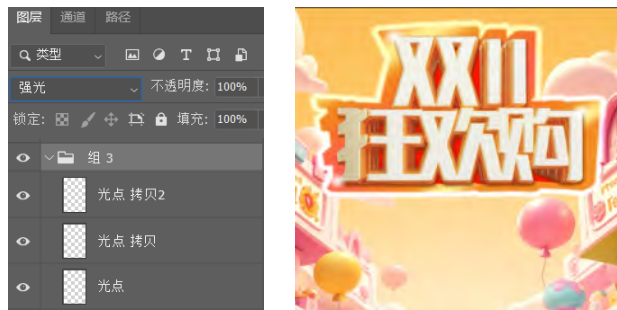 图层 通道 路径
类型
强光 不透明度: 100%
锁定: 填充: 100%
组 3
光点 拷贝2
光点 拷贝
光点
双11
狂欢购